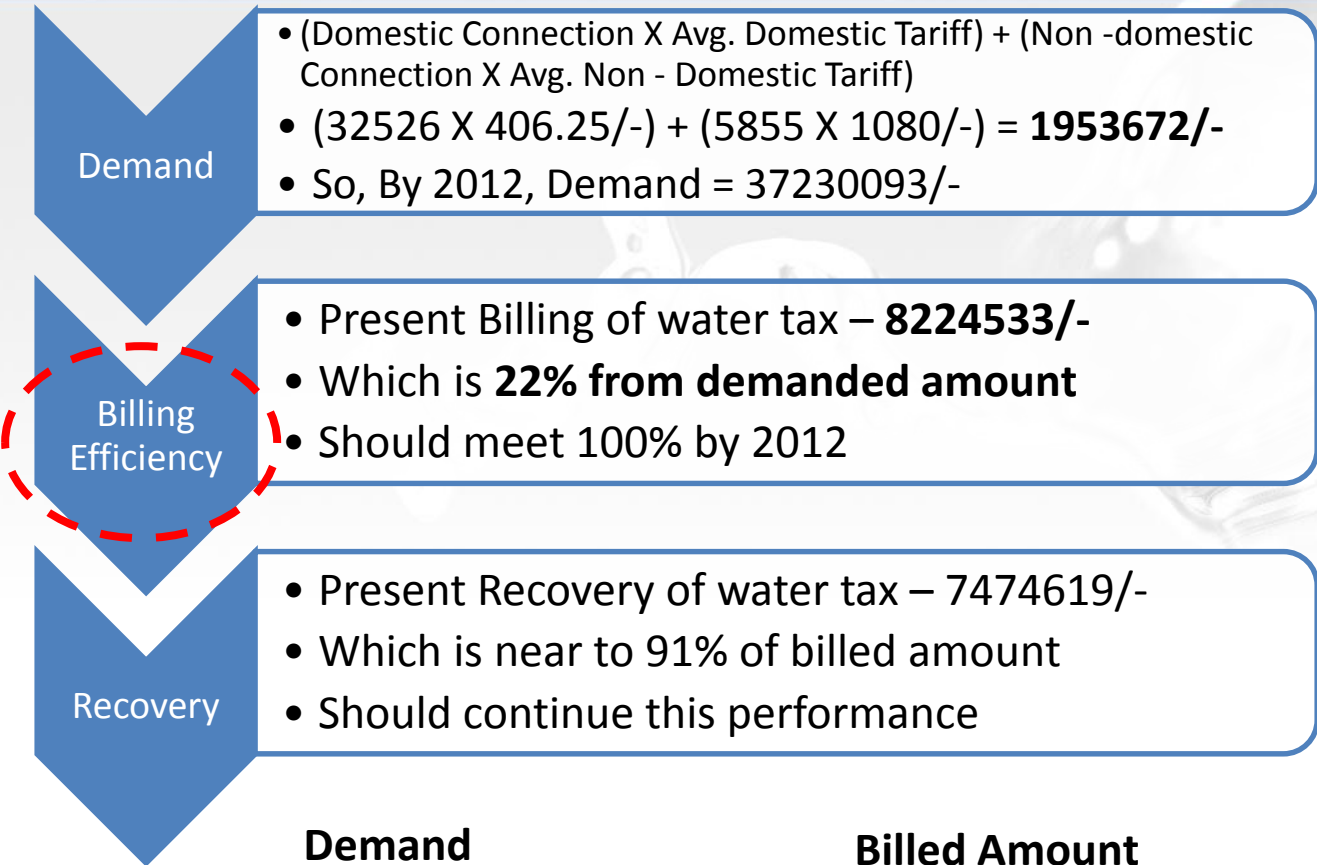 • (Domestic Connection X Avg. Domestic Tariff) + (Non -domestic
Connection X Avg. Non - Domestic Tariff)
• (32526 X 406.25/-) + (5855 X 1080/-) = 1953672/-
• So, By 2012, Demand = 37230093/-
Demand
• Present Billing of water tax – 8224533/-
• Which is 22% from demanded amount
• Should meet 100% by 2012
Billing
Efficiency
• Present Recovery of water tax – 7474619/-
• Which is near to 91% of billed amount
• Should continue this performance
Recovery
Demand
Billed Amount